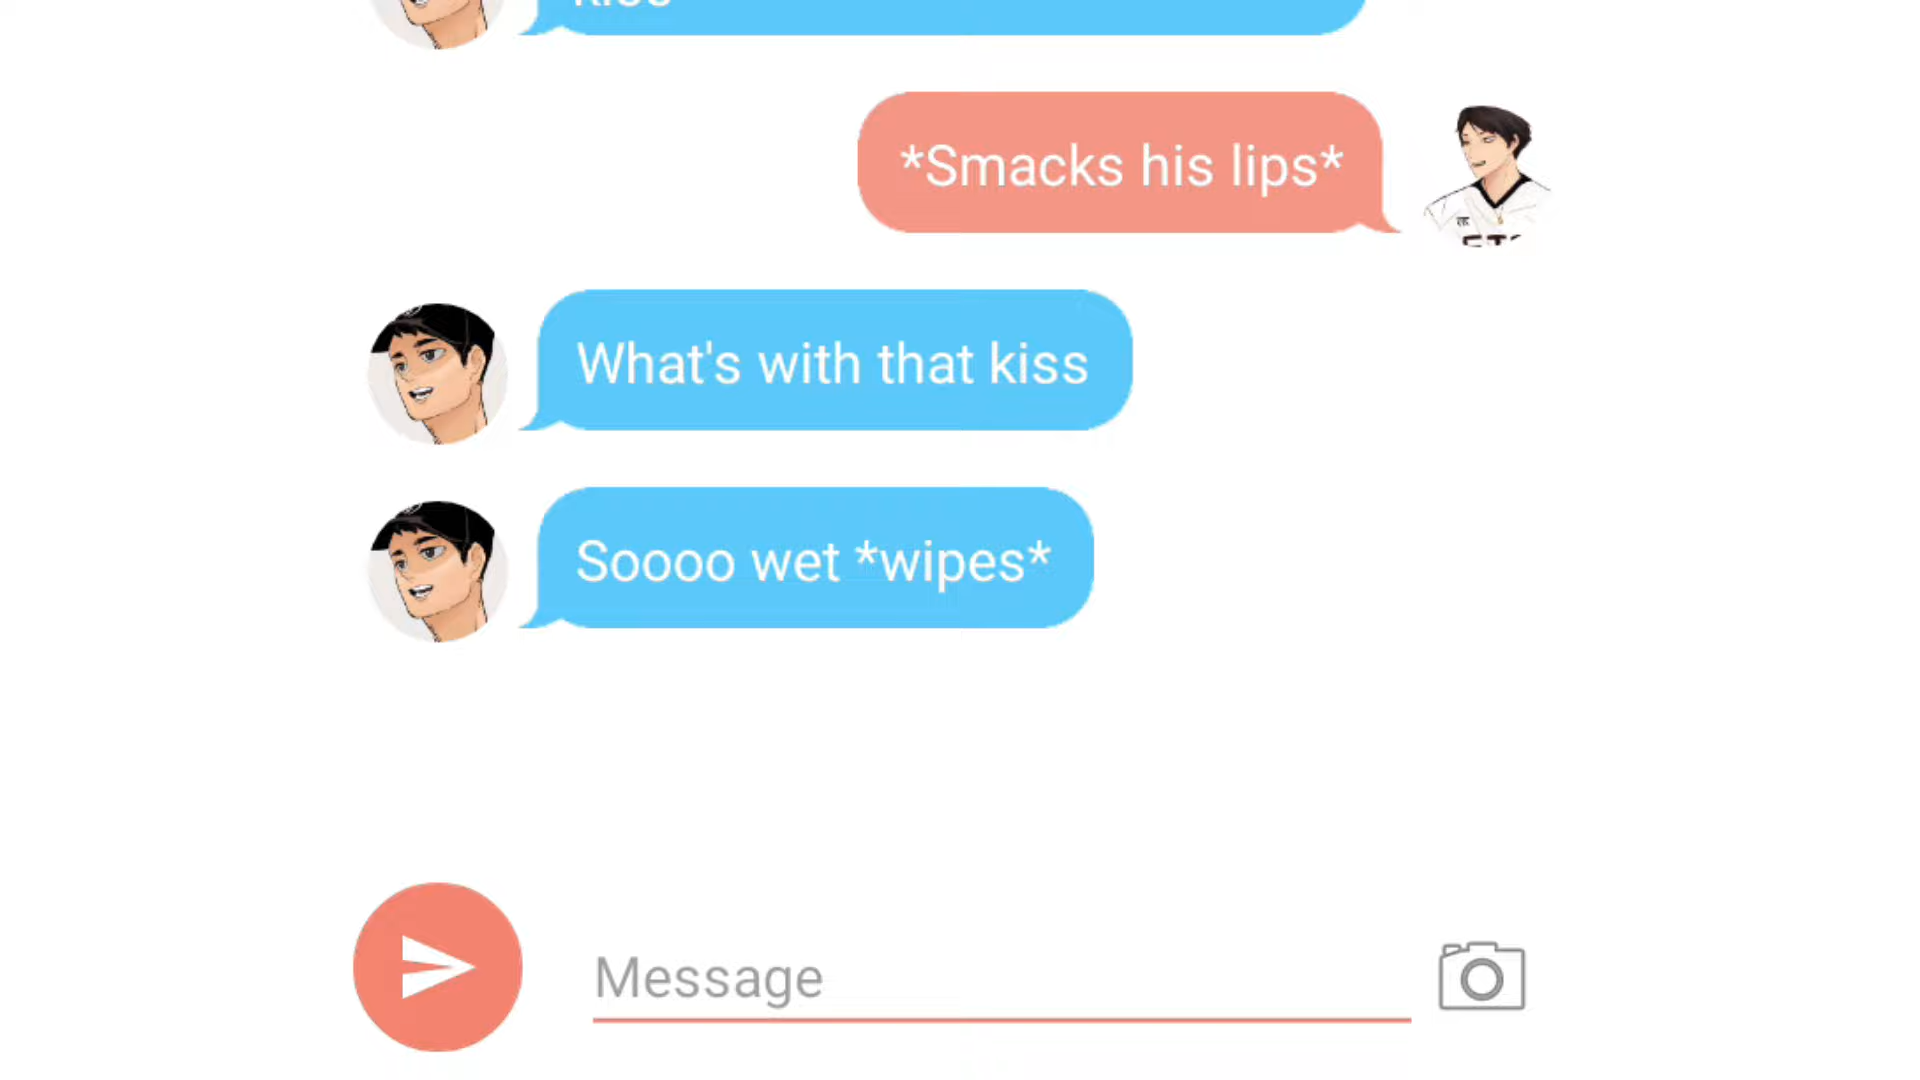 *Smacks his lips*
What's with that kiss
Soooo wet *wipes*
Message